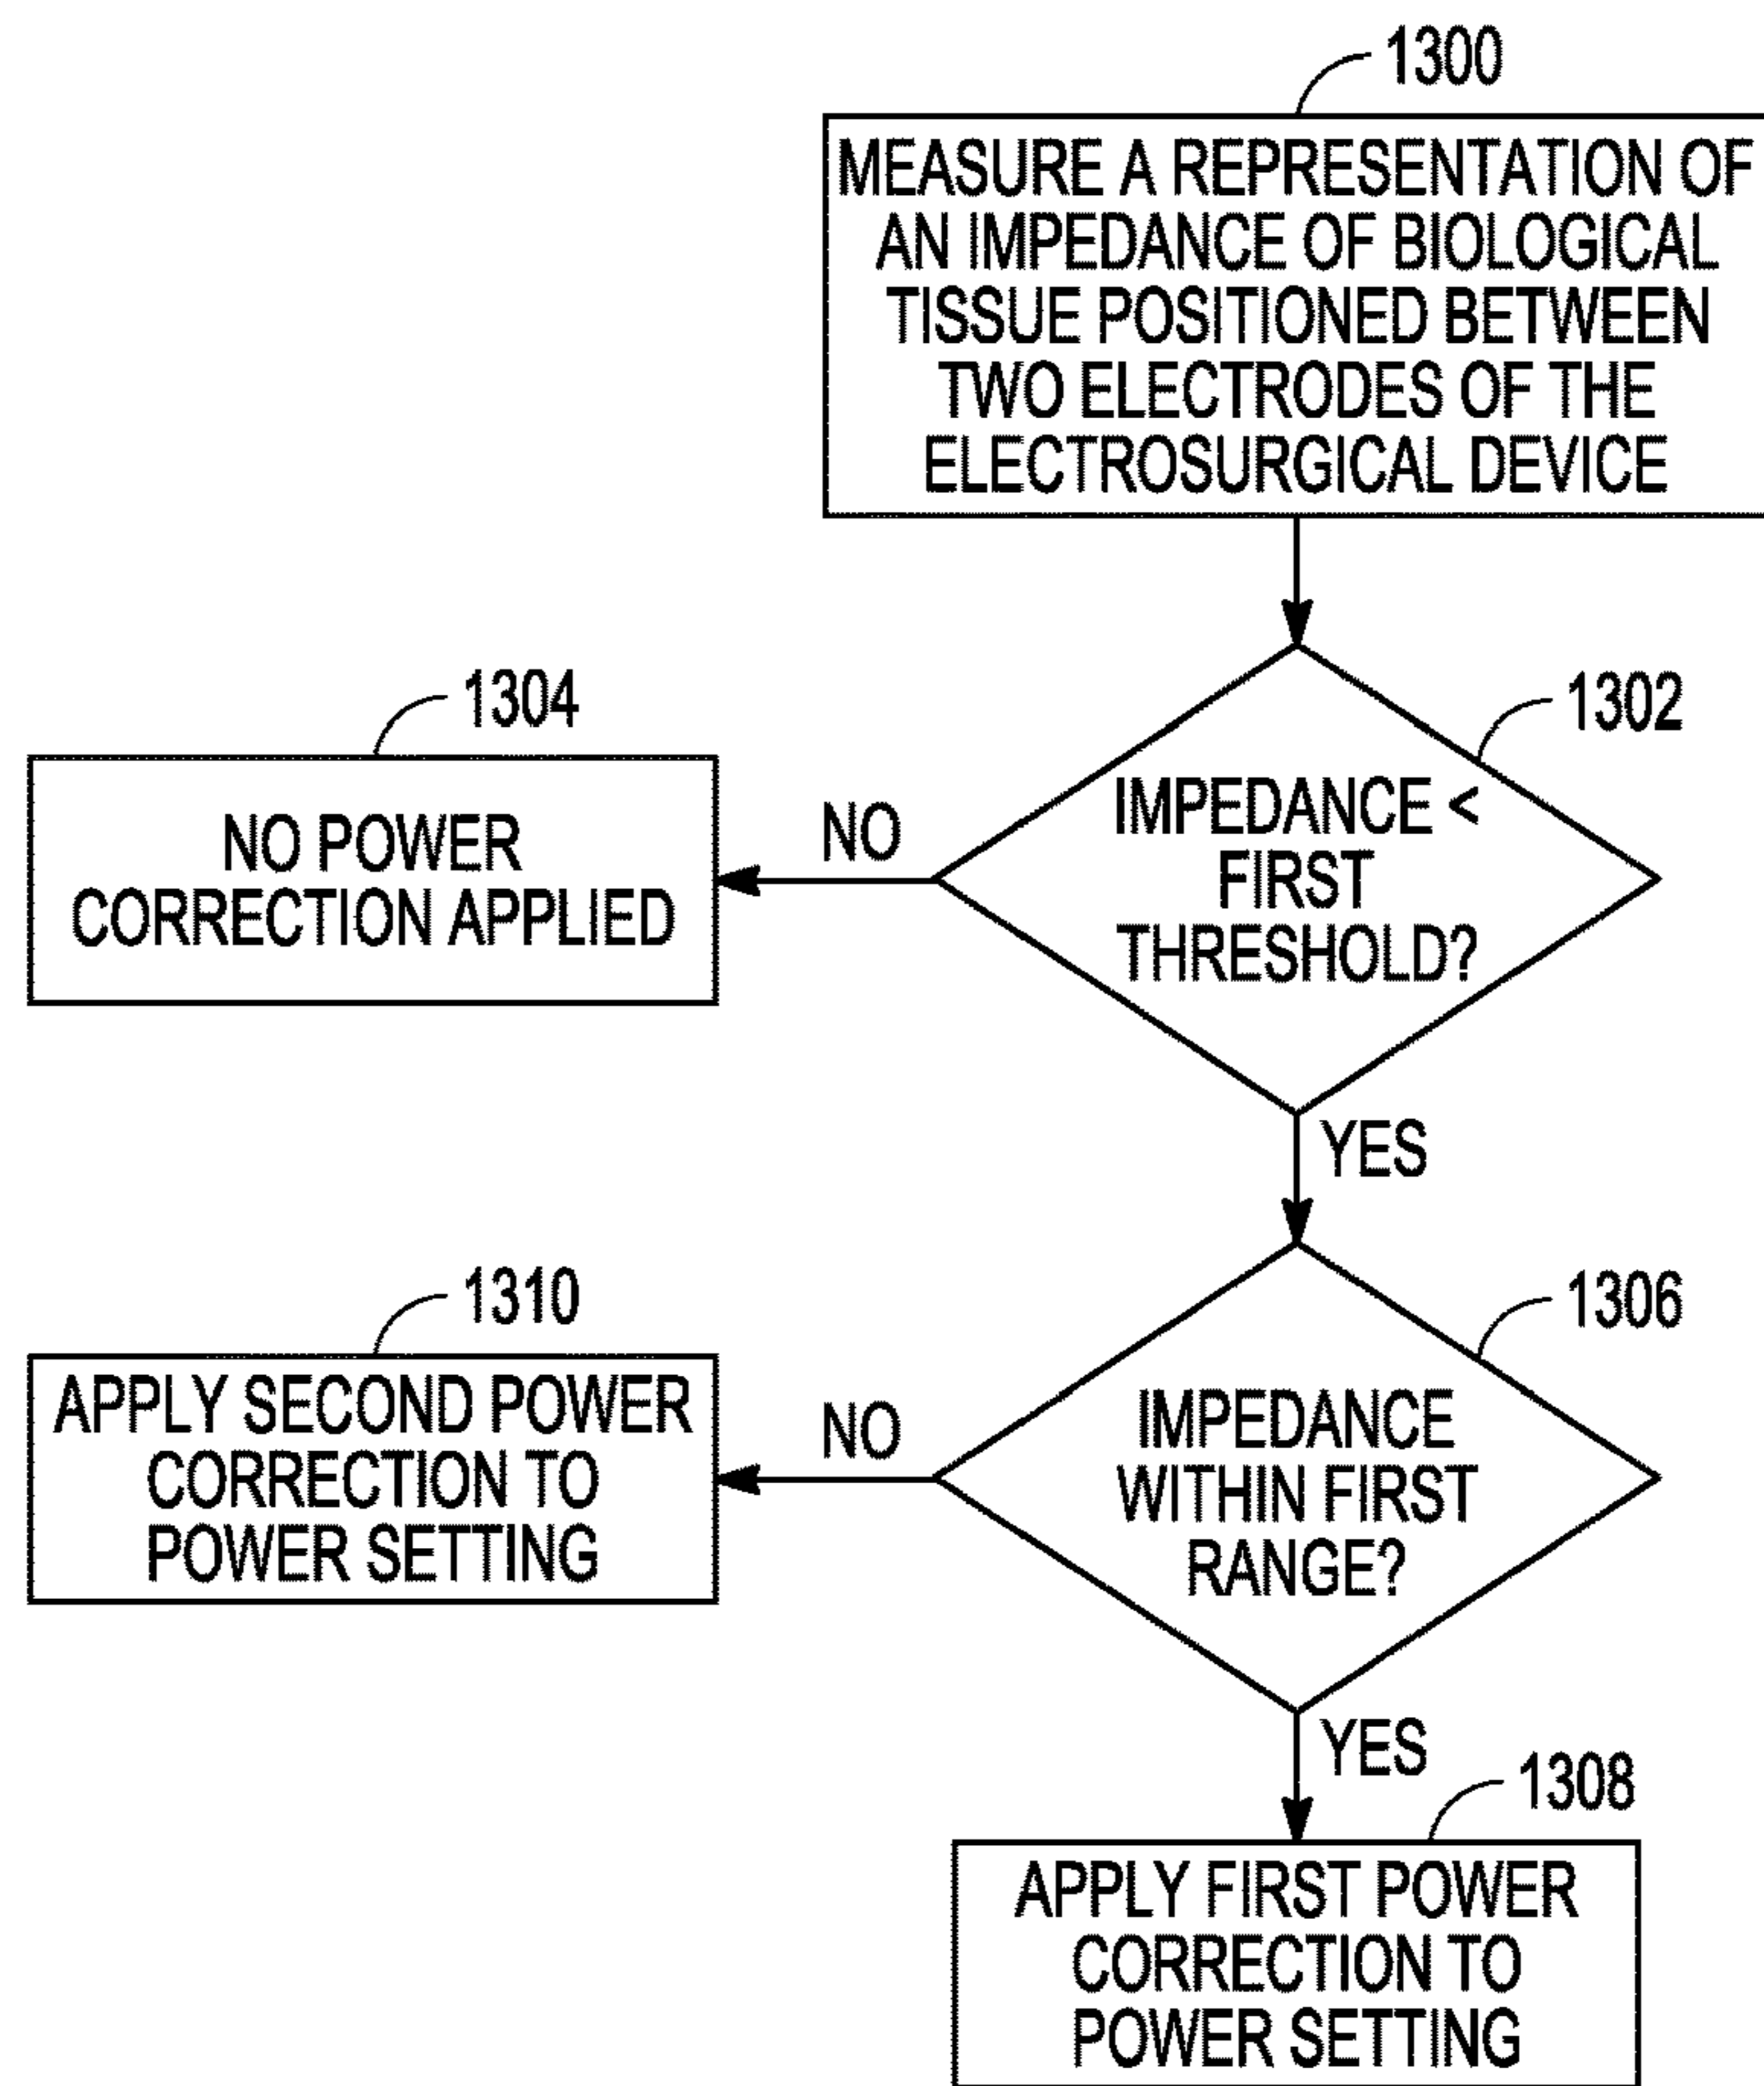 1300
MEASURE A REPRESENTATION OF
AN IMPEDANCE OF BIOLOGICAL
TISSUE POSITIONED BETWEEN
TWO ELECTRODES OF THE
ELECTROSURGICAL DEVICE
1302
IMPEDANCE <
FIRST
THRESHOLD?
NO
1304
NO POWER
CORRECTION APPLIED
YES
1306
IMPEDANCE
WITHIN FIRST
RANGE?
NO
1310
APPLY SECOND POWER
CORRECTION TO
POWER SETTING
YES
1308
APPLY FIRST POWER
CORRECTION TO
POWER SETTING